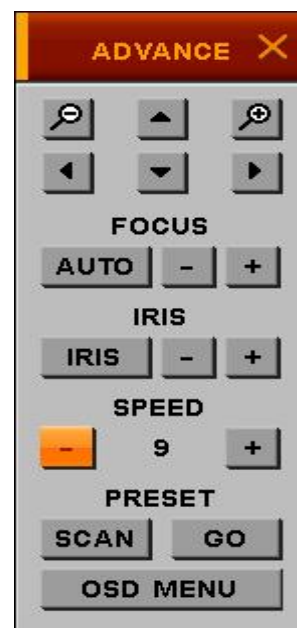 ADVANCE
FOCUS
AUTO - +
IRIS
IRIS - +
SPEED
- 9 +
PRESET
SCAN GO
OSD MENU